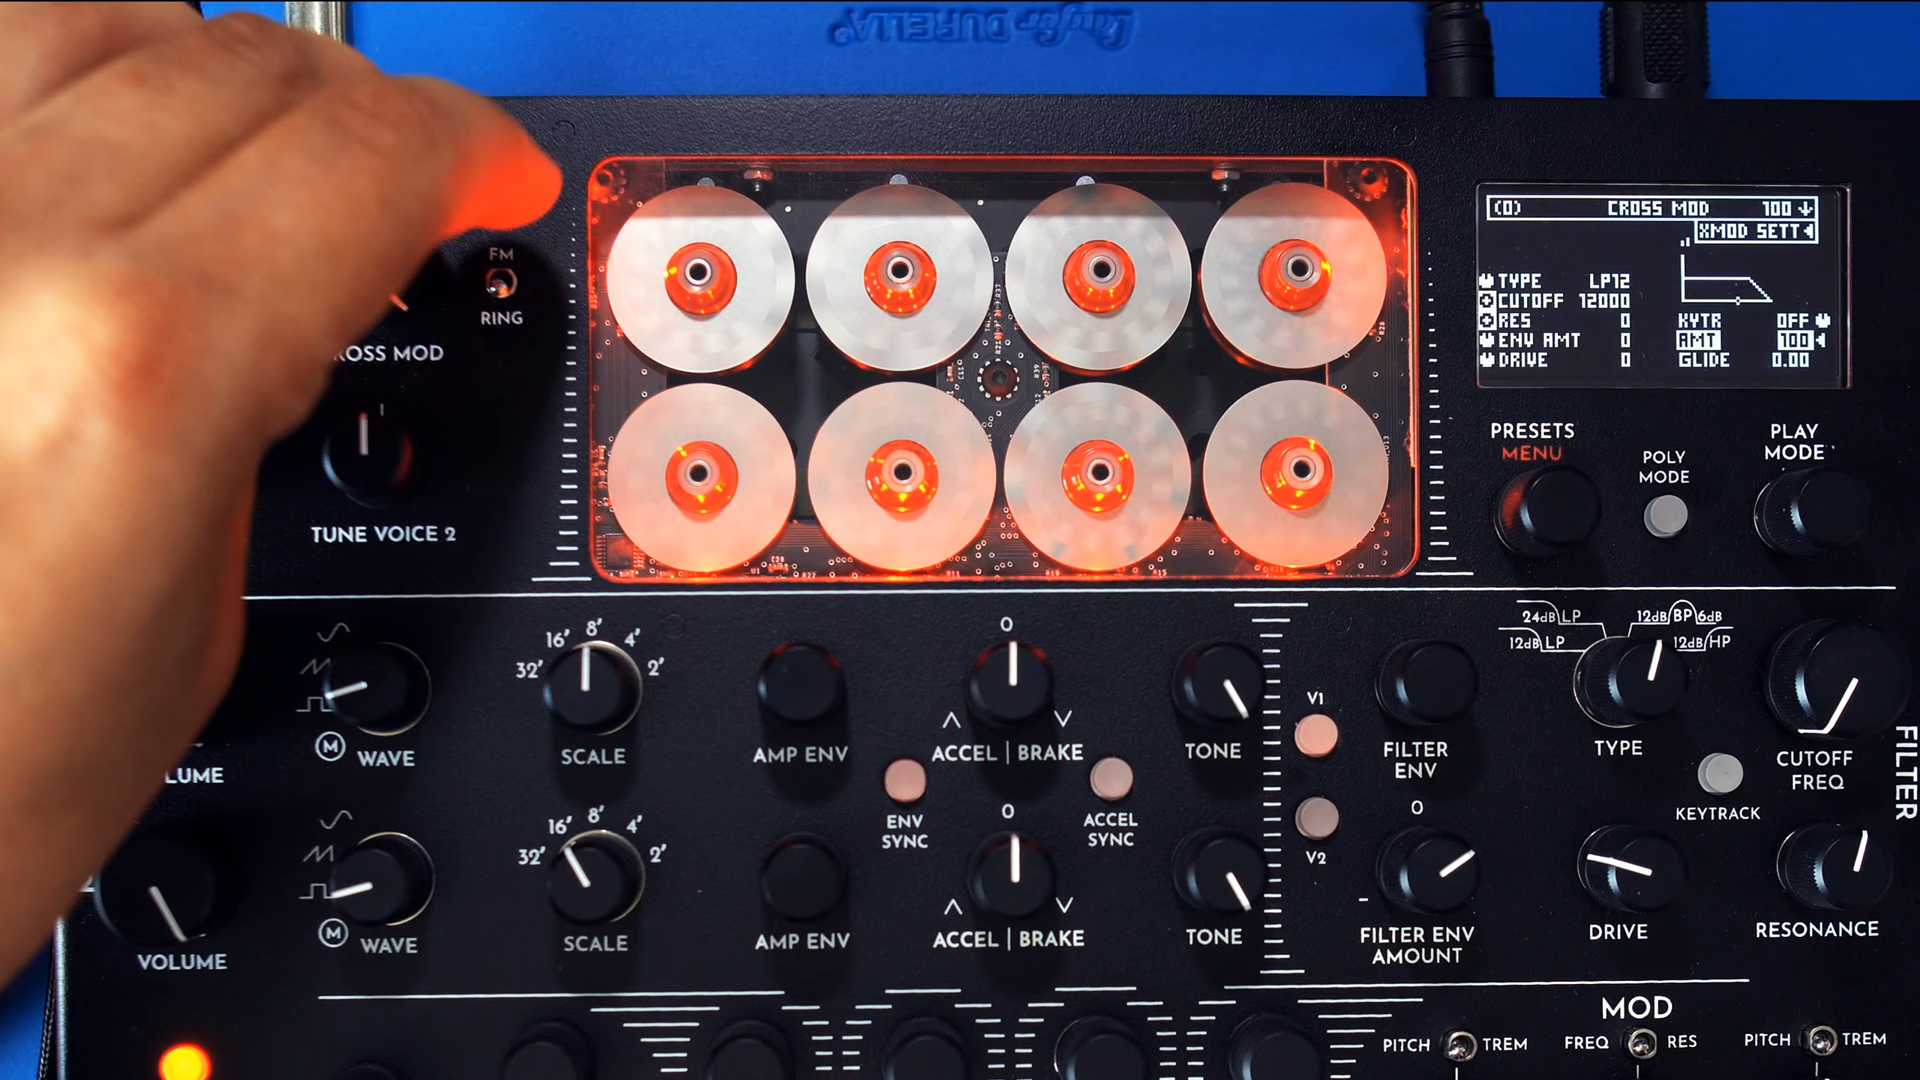 Läufer DURELLA
(0) CROSS MOD 100
XMOD SETT
TYPE LP12
CUTOFF 12000
RES 0
KYTR OFF
ENV AMT 0
AMT 100
DRIVE 0
GLIDE 0.00
FM
RING
ROSS MOD
TUNE VOICE 2
PRESETS
MENU
POLY
MODE
PLAY
MODE
32' 16' 8' 4' 2'
0
24dB LP
12dB LP
12dB BP 6dB
12dB HP
V1
M WAVE
SCALE
AMP ENV
ACCEL | BRAKE
TONE
FILTER
ENV
TYPE
CUTOFF
FREQ
FILTER
LUME
ENV
SYNC
ACCEL
SYNC
KEYTRACK
32' 16' 8' 4' 2'
0
V2
0
-
M WAVE
SCALE
AMP ENV
ACCEL | BRAKE
TONE
FILTER ENV
AMOUNT
DRIVE
RESONANCE
VOLUME
MOD
PITCH TREM
FREQ RES
PITCH TREM